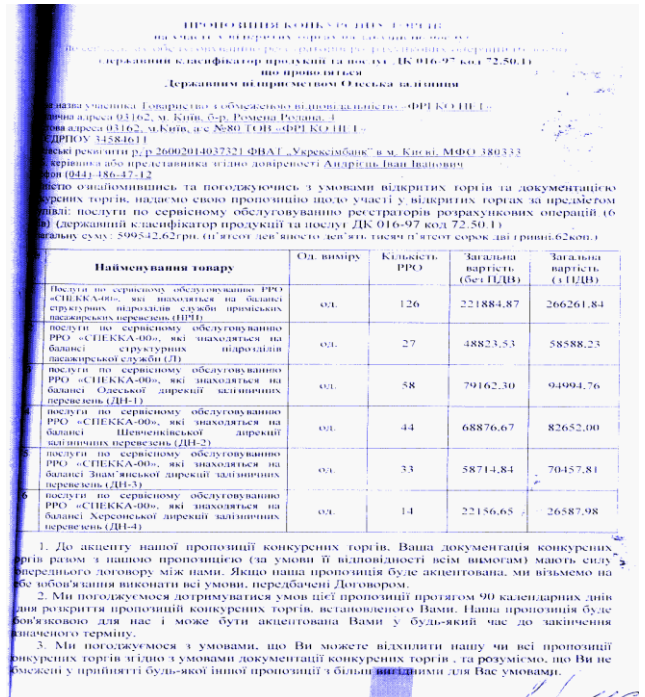 ПРОПОЗИЦІЯ КОНКУРСНИХ ТОРГІВ
на участь у відкритих торгах
(державний класифікатор продукції та послуг ДК 016-97 код 72.50.1)
що проводяться
Державним підприємством Одеська залізниця
назва учасника Товариство з обмеженою відповідальністю «ФРІ КО НЕТ»
адреса 03162, м. Київ, б-р. Ромена Ролана, 4
адреса 03162, м.Київ, а/с №80 ТОВ «ФРІ КО НЕТ»
ЄДРПОУ 34584611
реквізити р/р 26002014037321 ФВАТ „Укрексімбанк" в м. Києві, МФО 380333
керівника або представника згідно довіреності Андрієць Іван Іванович
(044) 486-47-12
ознайомившись та погоджуючись з умовами відкритих торгів та документацією
торгів, надаємо свою пропозицію щодо участі у відкритих торгах за предметом
послуги по сервісному обслуговуванню реєстраторів розрахункових операцій (6
(державний класифікатор продукції та послуг ДК 016-97 код 72.50.1)
суму: 599542.62грн. (п'ятсот дев'яносто дев'ять тисяч п'ятсот сорок дві гривні.62коп.)
Найменування товару Од. виміру Кількість РРО Загальна вартість (без ПДВ) Загальна вартість (з ПДВ)
Послуги по сервісному обслуговуванню РРО
«СПЕККА-00», які знаходяться на балансі
структурних підрозділів служби приміських
пасажирських перевезень (НРП) од. 126 221884.87 266261.84
послуги по сервісному обслуговуванню
РРО «СПЕККА-00», які знаходяться на
балансі структурних підрозділів
пасажирської служби (Л) од. 27 48823.53 58588.23
послуги по сервісному обслуговуванню
РРО «СПЕККА-00», які знаходяться на
балансі Одеської дирекції залізничних
перевезень (ДН-1) од. 58 79162.30 94994.76
послуги по сервісному обслуговуванню
РРО «СПЕККА-00», які знаходяться на
балансі Шевченківської дирекції
залізничних перевезень (ДН-2) од. 44 68876.67 82652.00
5 послуги по сервісному обслуговуванню
РРО «СПЕККА-00», які знаходяться на
балансі Знам'янської дирекції залізничних
перевезень (ДН-3) од. 33 58714.84 70457.81
6 послуги по сервісному обслуговуванню
РРО «СПЕККА-00», які знаходяться на
балансі Херсонської дирекції залізничних
перевезень (ДН-4) од. 14 22156.65 26587.98
1. До акцепту нашої пропозиції конкурсних торгів, Ваша документація конкурсних
торгів разом з нашою пропозицією (за умови її відповідності всім вимогам) мають силу
попереднього договору між нами. Якщо наша пропозиція буде акцептована, ми візьмемо на
себе зобов'язання виконати всі умови, передбачені Договором.
2. Ми погоджуємося дотримуватися умов цієї пропозиції протягом 90 календарних днів
дня розкриття пропозицій конкурсних торгів, встановленого Вами. Наша пропозиція буде
обов'язковою для нас і може бути акцептована Вами у будь-який час до закінчення
зазначеного терміну.
3. Ми погоджуємося з умовами, що Ви можете відхилити нашу чи всі пропозиції
конкурсних торгів згідно з умовами документації конкурсних торгів , та розуміємо, що Ви не
обмежені у прийнятті будь-якої іншої пропозиції з більш вигідними для Вас умовами.